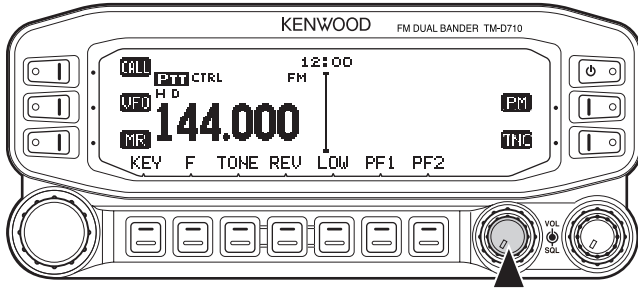 KENWOOD FM DUAL BANDER TM-D710
CALL 12:00
PTT CTRL FM
VFO H D PM
MR 144.000 TNC
KEY F TONE REV LOW PF1 PF2
VOL
SQL